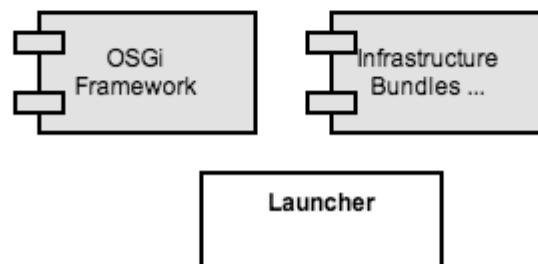 OSGi
Framework
Infrastructure
Bundles ...
Launcher